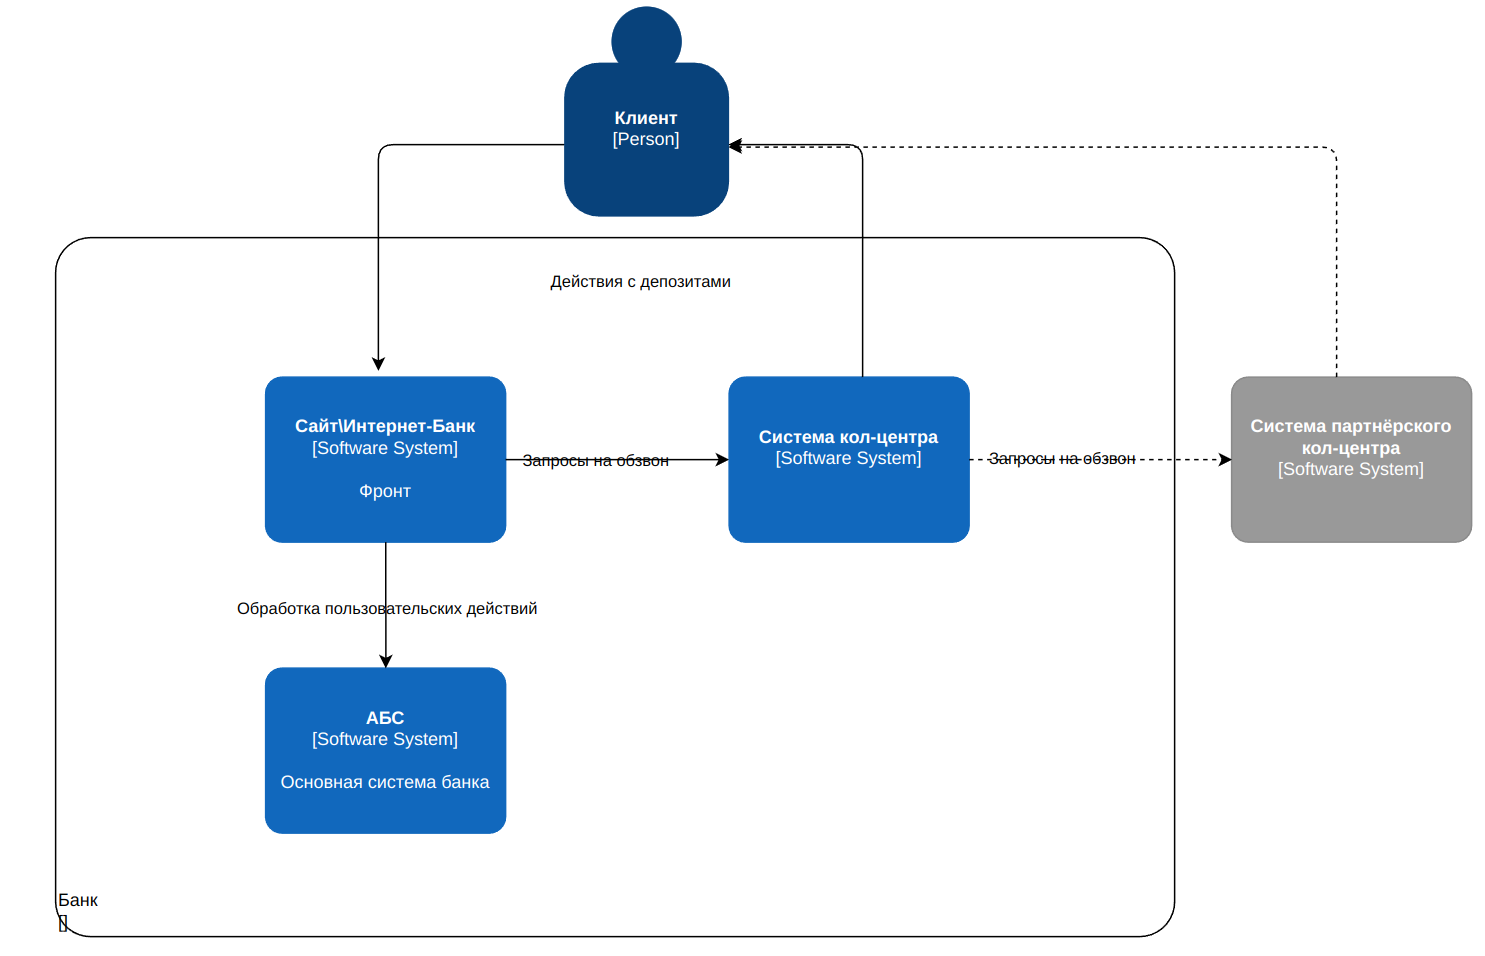 Клиент
[Person]
Действия с депозитами
Сайт\Интернет-Банк
[Software System]
Фронт
Запросы на обзвон
Система кол-центра
[Software System]
Запросы на обзвон
Система партнёрского
кол-центра
[Software System]
Обработка пользовательских действий
АБС
[Software System]
Основная система банка
Банк
[]